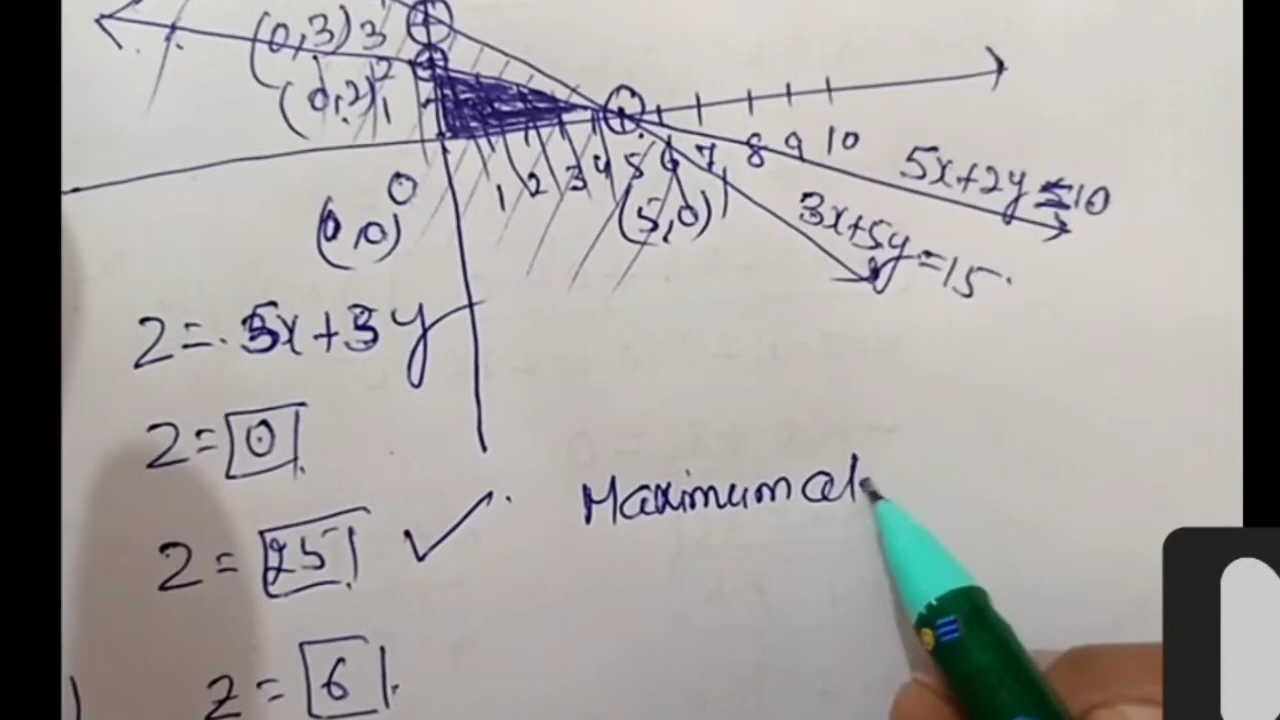 (0,3) 3
2
(0,2) 1
0 1 2 3 4 5 6 7 8 9 10
(0,0)
(5,0)
5x+2y≤10
3x+5y=15
Z=5x+3y
Z=0
Z=25
Maximum at
Z=6